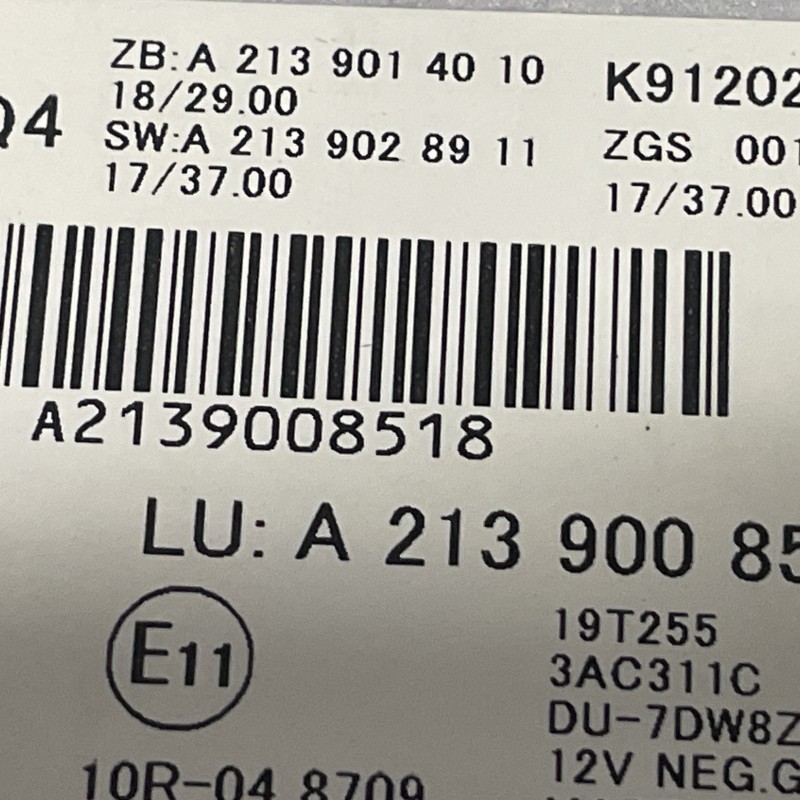 ZB:A 213 901 40 10
18/29.00
SW:A 213 902 89 11
17/37.00
Q4
K91202
ZGS 001
17/37.00
A2139008518
LU: A 213 900 85
E11
19T255
3AC311C
DU-7DW8Z
12V NEG.G
10R-04 8709